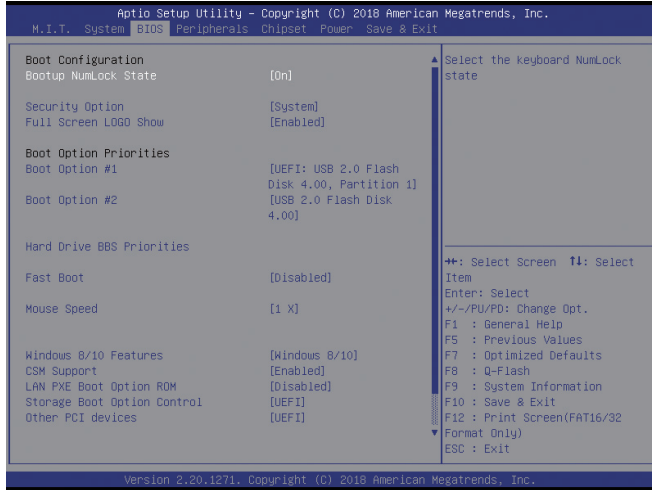 Aptio Setup Utility – Copyright (C) 2018 American Megatrends, Inc.
M.I.T. System BIOS Peripherals Chipset Power Save & Exit
Boot Configuration
Bootup NumLock State [On]
Security Option [System]
Full Screen LOGO Show [Enabled]
Boot Option Priorities
Boot Option #1 [UEFI: USB 2.0 Flash
Disk 4.00, Partition 1]
Boot Option #2 [USB 2.0 Flash Disk
4.00]
Hard Drive BBS Priorities
Fast Boot [Disabled]
Mouse Speed [1 X]
Windows 8/10 Features [Windows 8/10]
CSM Support [Enabled]
LAN PXE Boot Option ROM [Disabled]
Storage Boot Option Control [UEFI]
Other PCI devices [UEFI]
Select the keyboard NumLock
state
→←: Select Screen ↑↓: Select
Item
Enter: Select
+/-/PU/PD: Change Opt.
F1 : General Help
F5 : Previous Values
F7 : Optimized Defaults
F8 : Q-Flash
F9 : System Information
F10 : Save & Exit
F12 : Print Screen(FAT16/32
Format Only)
ESC : Exit
Version 2.20.1271. Copyright (C) 2018 American Megatrends, Inc.